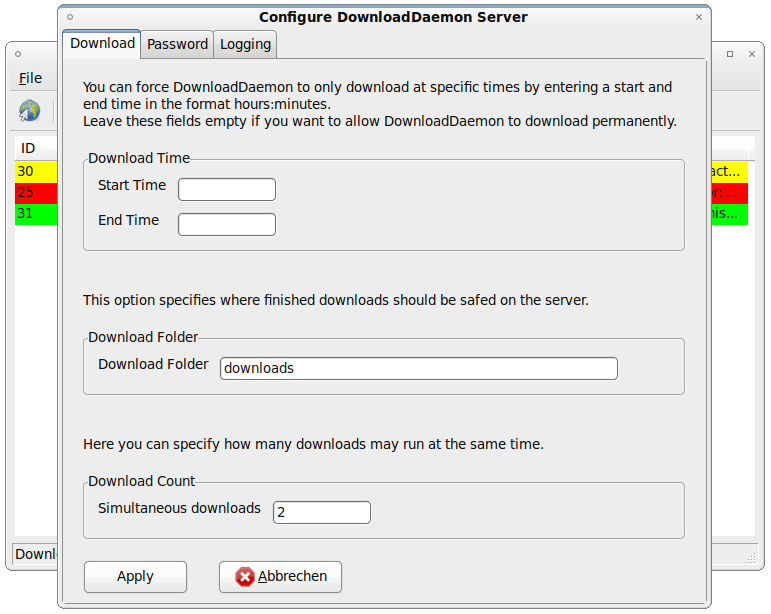 Configure DownloadDaemon Server
Download Password Logging
File
You can force DownloadDaemon to only download at specific times by entering a start and
end time in the format hours:minutes.
Leave these fields empty if you want to allow DownloadDaemon to download permanently.
ID
Download Time
30
Start Time
25
31
End Time
This option specifies where finished downloads should be safed on the server.
Download Folder
Download Folder downloads
Here you can specify how many downloads may run at the same time.
Download Count
Simultaneous downloads 2
Apply Abbrechen